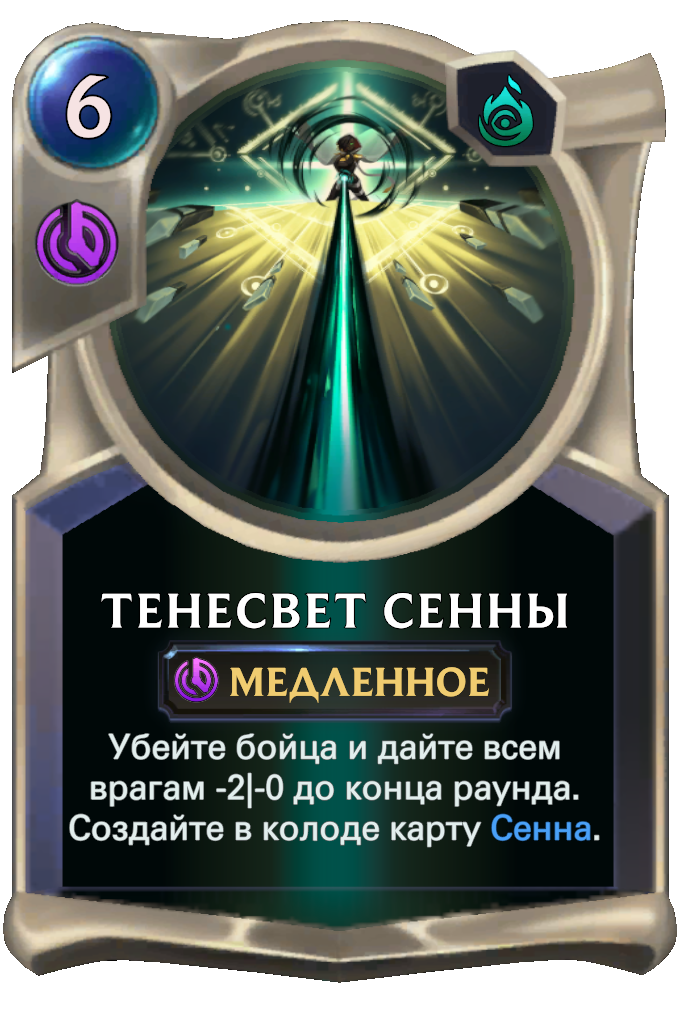 6
ТЕНЕСВЕТ СЕННЫ
МЕДЛЕННОЕ
Убейте бойца и дайте всем
врагам -2|-0 до конца раунда.
Создайте в колоде карту Сенна.